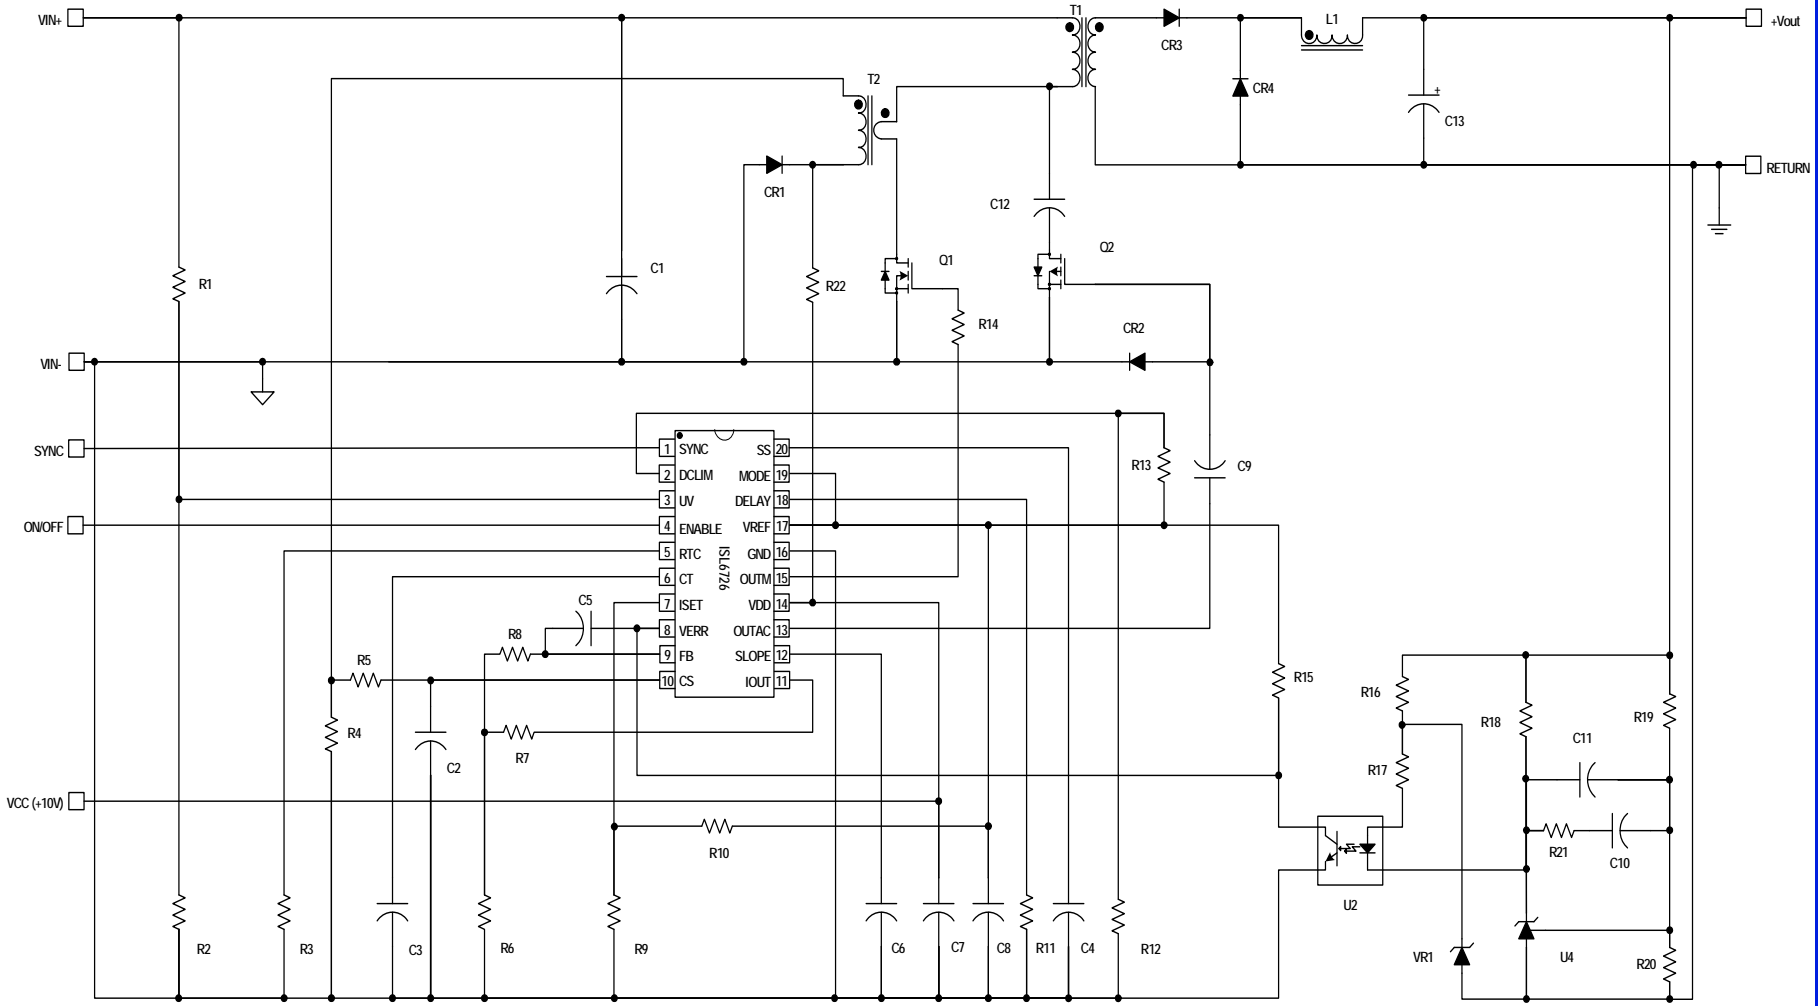 VIN+
T1
+Vout
L1
CR3
T2
CR4
+
C13
RETURN
CR1
C12
Q2
Q1
C1
R1
R22
R14
CR2
VIN-
SYNC
1 SYNC
SS 20
2 DCLIM
MODE 19
R13
C9
3 UV
DELAY 18
ON/OFF
4 ENABLE
VREF 17
5 RTC
GND 16
ISL6726
6 CT
OUTM 15
C5
7 ISET
VDD 14
R8
8 VERR
OUTAC 13
9 FB
SLOPE 12
R5
10 CS
IOUT 11
R15
R16
R18
R19
R4
C2
R7
C11
R17
VCC (+10V)
R10
R21
C10
U2
R2
R3
C3
R6
R9
C6
C7
C8
R11
C4
R12
VR1
U4
R20